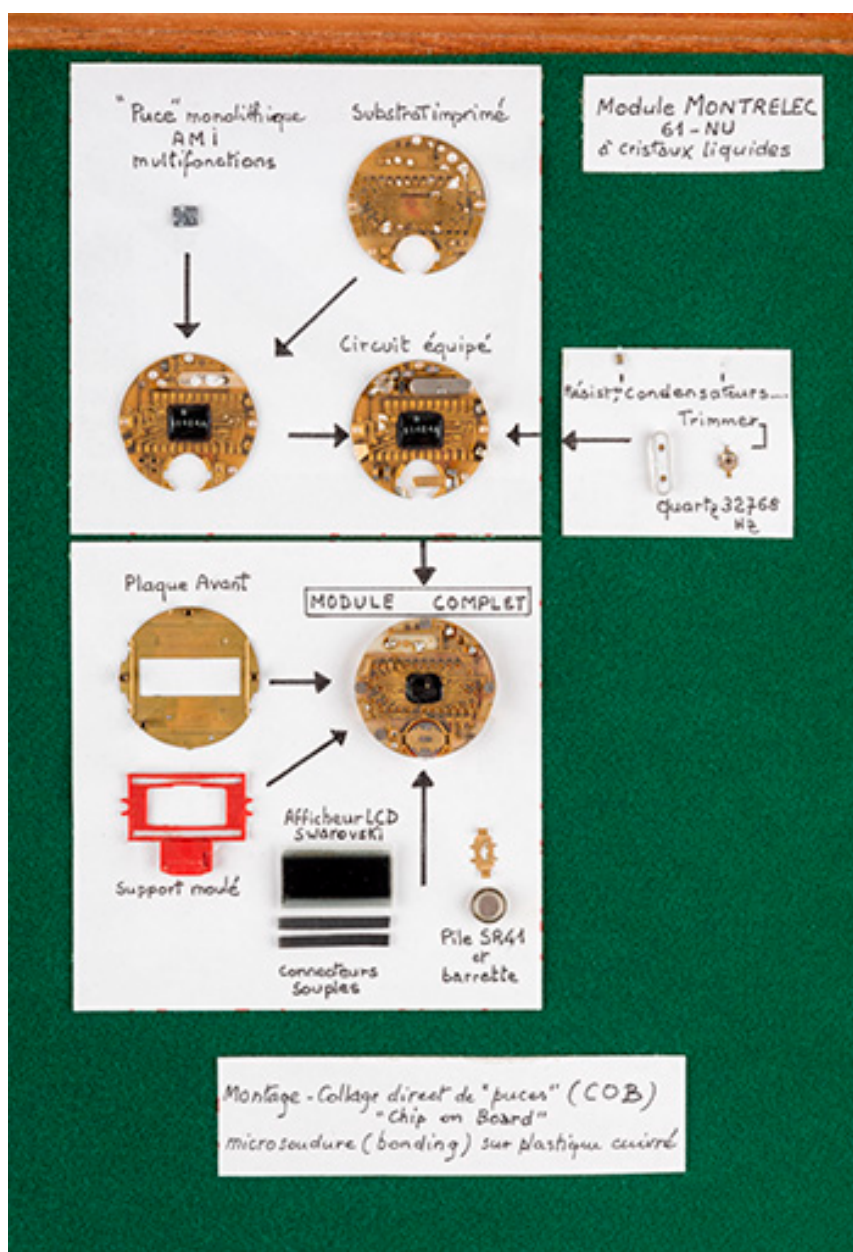 "Puce" monolithique
AMI
multifonctions
Substrat imprimé
Module MONTRELEC
61-NU
à cristaux liquides
Circuit équipé
Résist. Condensateurs....
Trimmer
Quartz 32768
Hz
Plaque Avant
MODULE COMPLET
Support moulé
Afficheur LCD
Swarovski
Connecteurs
Souples
Pile SR41
et
barrette
Montage-Collage direct de "puces" (COB)
"Chip on Board"
microsoudure (bonding) sur plastique cuivré